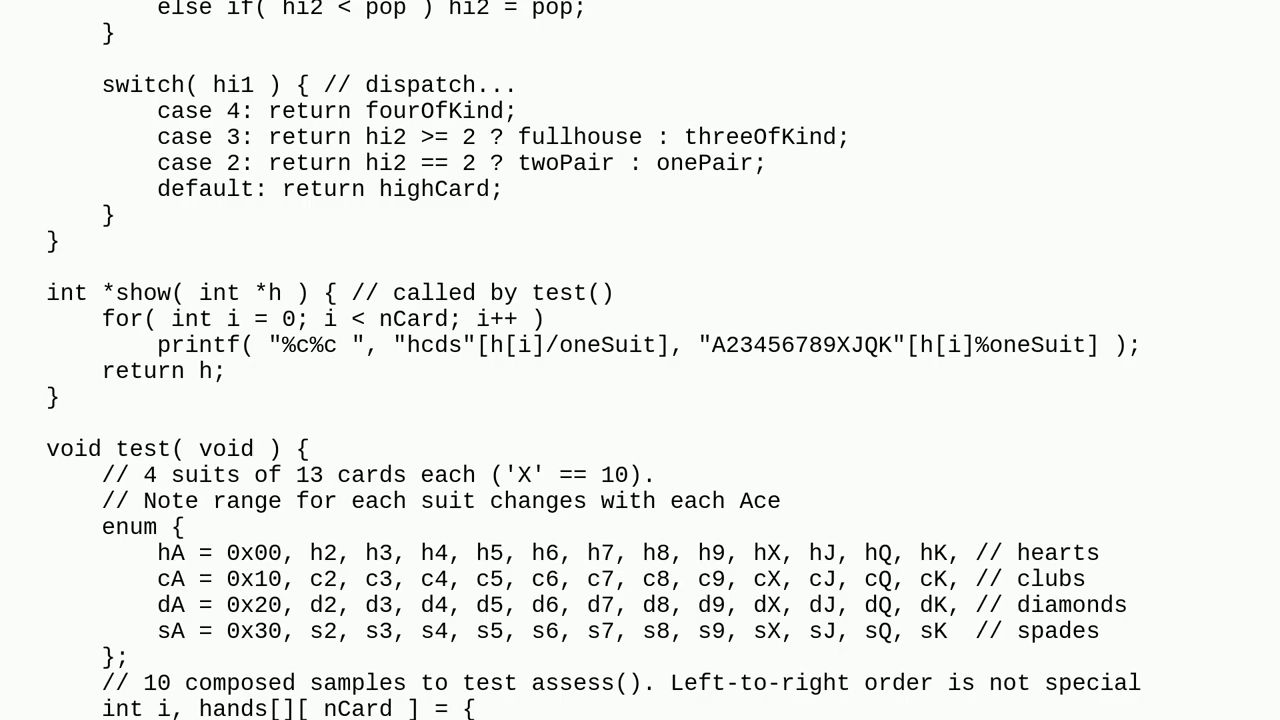 else if( hi2 < pop ) hi2 = pop;
}
switch( hi1 ) { // dispatch...
case 4: return fourOfKind;
case 3: return hi2 >= 2 ? fullhouse : threeOfKind;
case 2: return hi2 == 2 ? twoPair : onePair;
default: return highCard;
}
}
int *show( int *h ) { // called by test()
for( int i = 0; i < nCard; i++ )
printf( "%c%c ", "hcds"[h[i]/oneSuit], "A23456789XJQK"[h[i]%oneSuit] );
return h;
}
void test( void ) {
// 4 suits of 13 cards each ('X' == 10).
// Note range for each suit changes with each Ace
enum {
hA = 0x00, h2, h3, h4, h5, h6, h7, h8, h9, hX, hJ, hQ, hK, // hearts
cA = 0x10, c2, c3, c4, c5, c6, c7, c8, c9, cX, cJ, cQ, cK, // clubs
dA = 0x20, d2, d3, d4, d5, d6, d7, d8, d9, dX, dJ, dQ, dK, // diamonds
sA = 0x30, s2, s3, s4, s5, s6, s7, s8, s9, sX, sJ, sQ, sK  // spades
};
// 10 composed samples to test assess(). Left-to-right order is not special
int i, hands[][ nCard ] = {